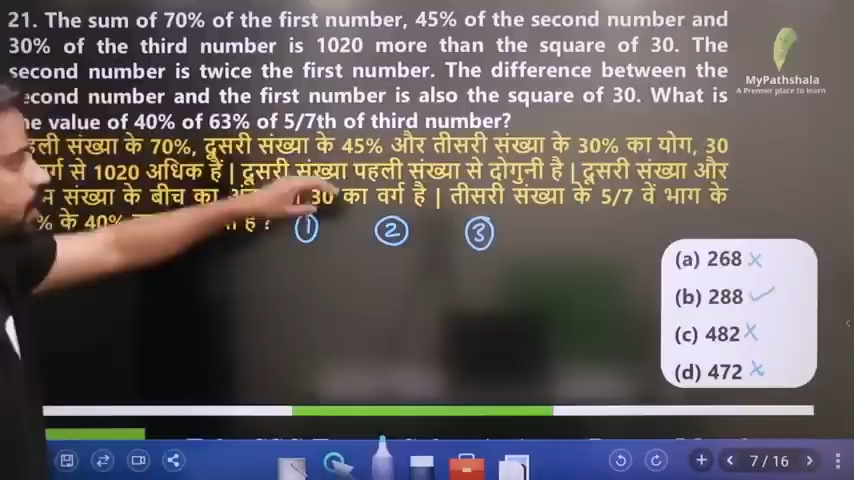 21. The sum of 70% of the first number, 45% of the second number and
30% of the third number is 1020 more than the square of 30. The
second number is twice the first number. The difference between the
second number and the first number is also the square of 30. What is
value of 40% of 63% of 5/7th of third number?
संख्या के 70%, दूसरी संख्या के 45% और तीसरी संख्या के 30% का योग, 30
से 1020 अधिक हैं | दूसरी संख्या पहली संख्या से दोगुनी है | दूसरी संख्या और
संख्या के बीच का 30 का वर्ग है | तीसरी संख्या के 5/7 वें भाग के
% के 40%
1 2 3
(a) 268 x
(b) 288 ✓
(c) 482 x
(d) 472 x
MyPathshala
A Premier place to learn
7 / 16